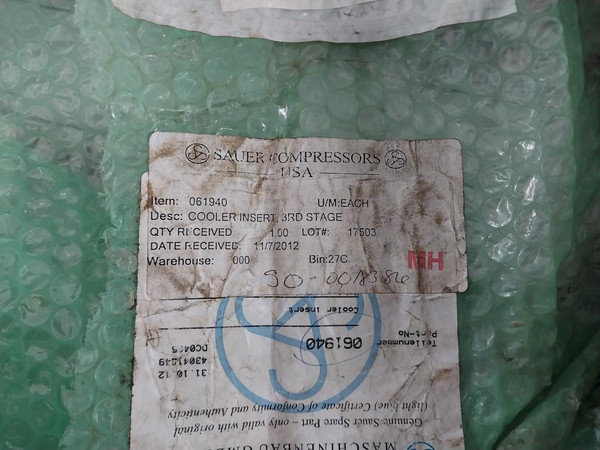 SAUER COMPRESSORS
USA
Item: 061940 U/M:EACH
Desc: COOLER INSERT, 3RD STAGE
QTY RECEIVED 1.00 LOT#: 17503
DATE RECEIVED: 11/7/2012
Warehouse: 000 Bin:27C
MH
SO-0018386
Cooler insert
Teilenummer
Part-No 061940
31.10.12
Genuine Sauer Spare Part – only valid with original
(light blue) Certificate of Conformity and Authenticity
MASCHINENBAU